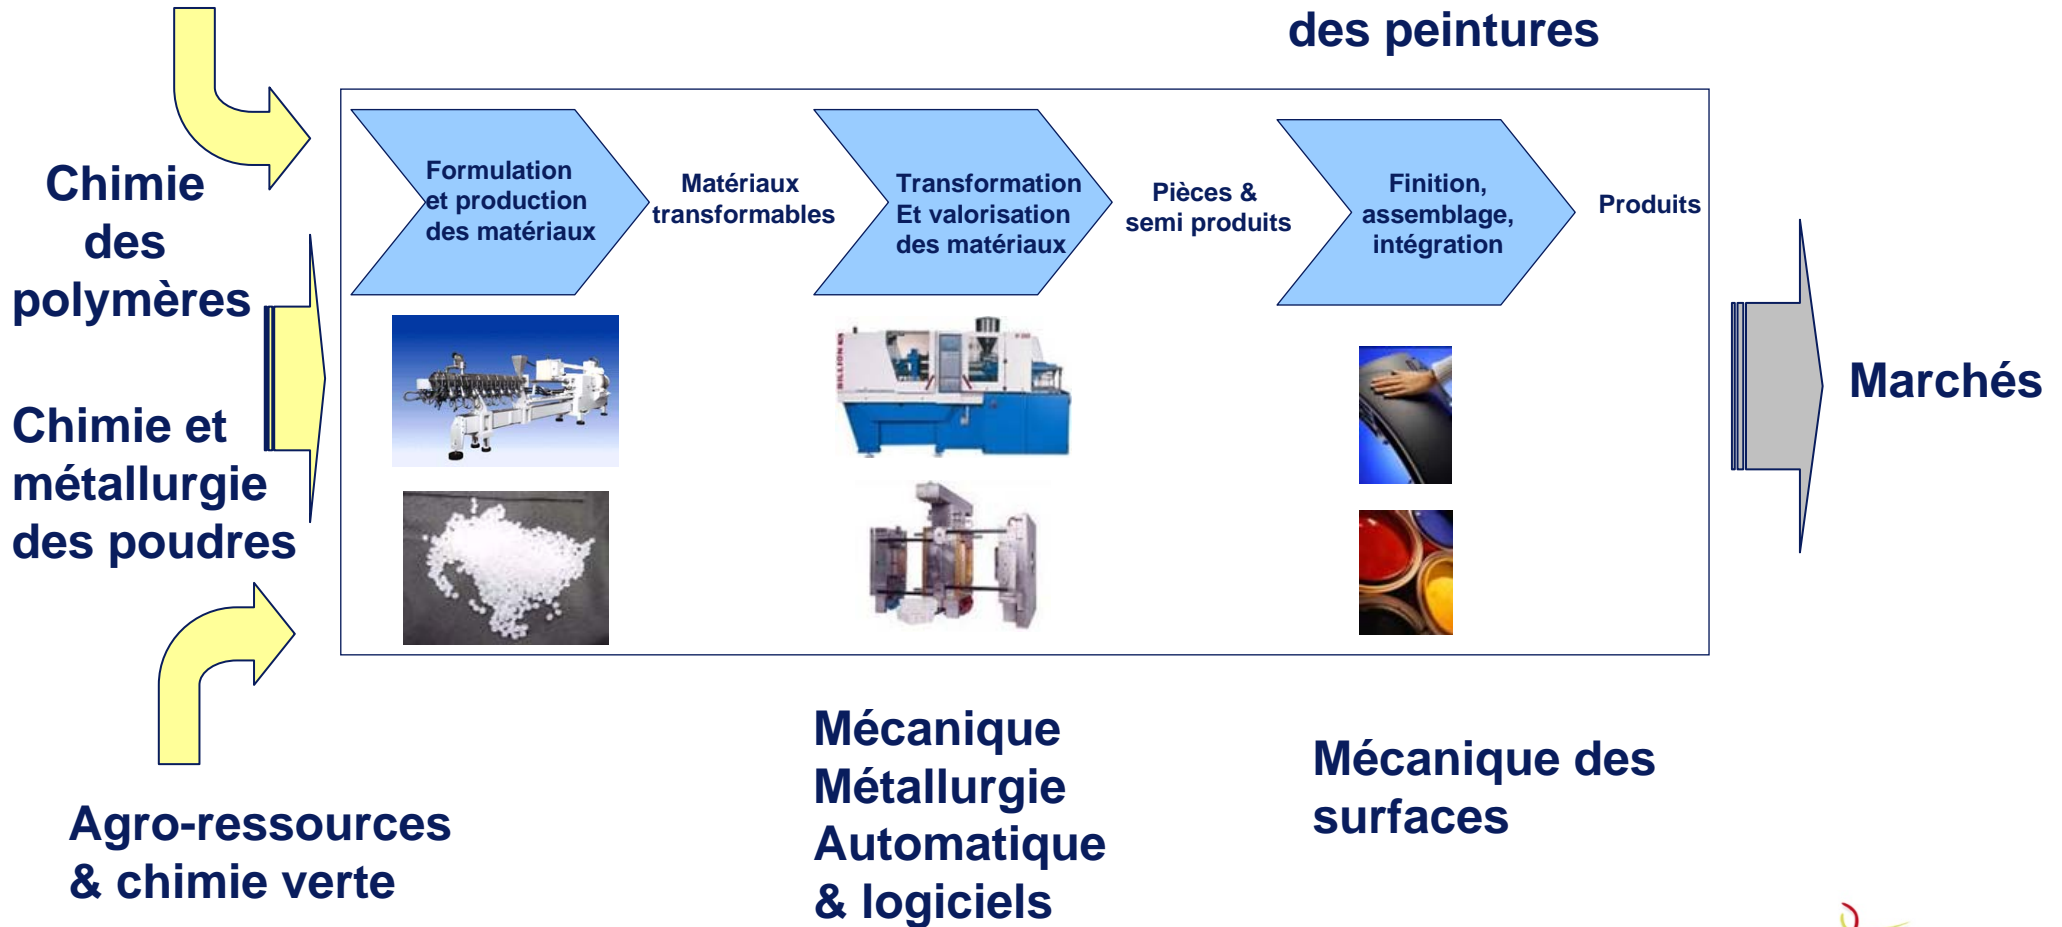 des peintures
Chimie
des
polymères
Chimie et
métallurgie
des poudres
Formulation
et production
des matériaux
Matériaux
transformables
Transformation
Et valorisation
des matériaux
Pièces &
semi produits
Finition,
assemblage,
intégration
Produits
BILLION
Marchés
Agro-ressources
& chimie verte
Mécanique
Métallurgie
Automatique
& logiciels
Mécanique des
surfaces